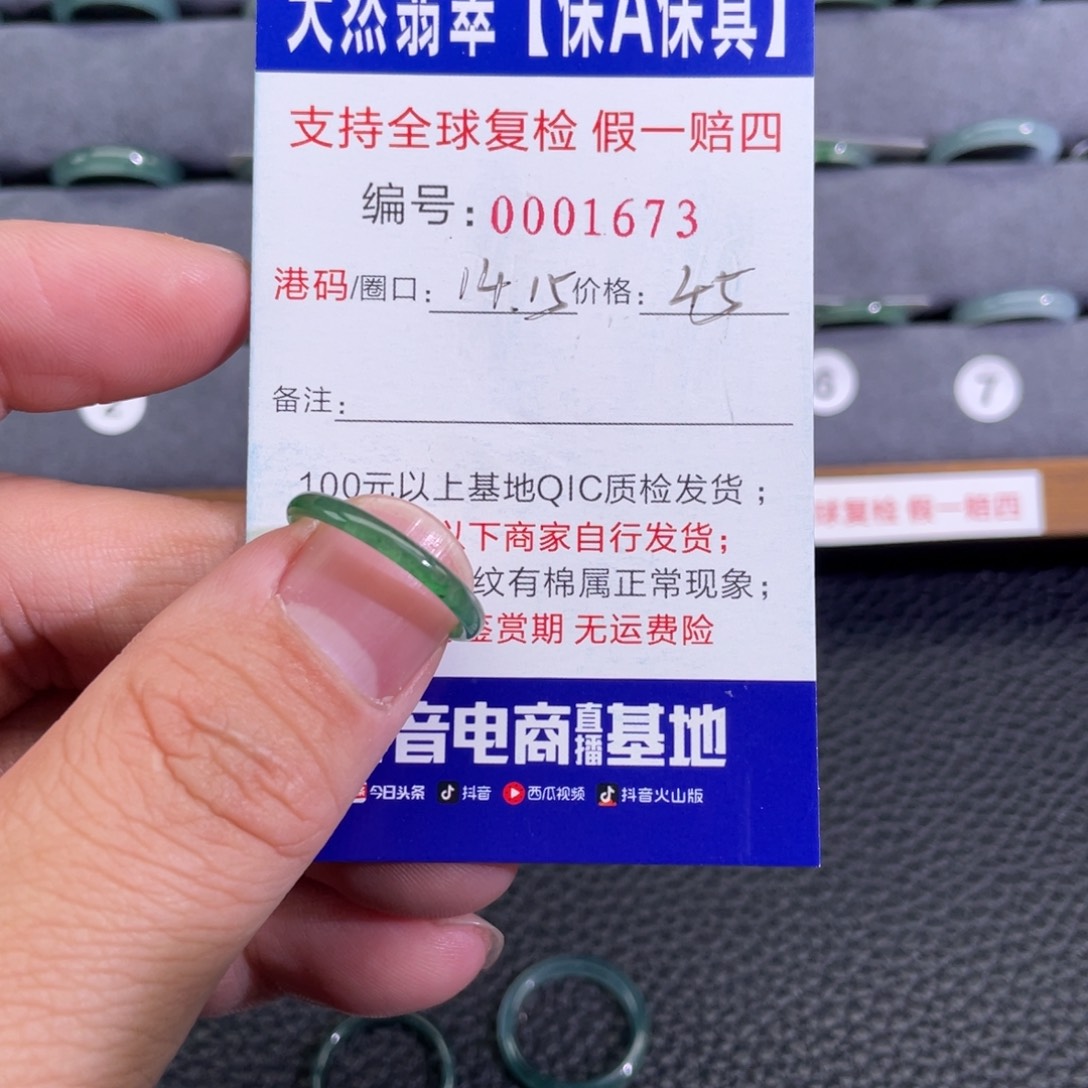 天然翡翠【保A保真】
支持全球复检 假一赔四
编号：0001673
港码/圈口：14.15价格：45
备注：
100元以上基地QIC质检发货；
以下商家自行发货；
纹有棉属正常现象；
鉴赏期 无运费险
音电商直播基地
今日头条 抖音 西瓜视频 抖音火山版
2
6
7
球复检 假一赔四